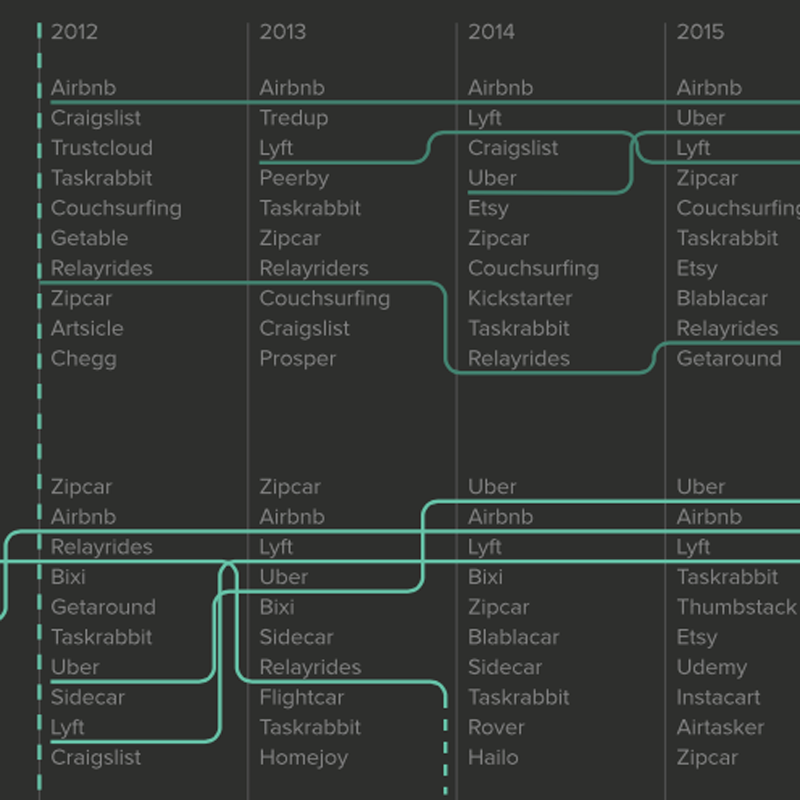 2012 2013 2014 2015
Airbnb Airbnb Airbnb Airbnb
Craigslist Tredup Lyft Uber
Trustcloud Lyft Craigslist Lyft
Taskrabbit Peerby Uber Zipcar
Couchsurfing Taskrabbit Etsy Couchsurfing
Getable Zipcar Zipcar Taskrabbit
Relayrides Relayriders Couchsurfing Etsy
Zipcar Couchsurfing Kickstarter Blablacar
Artsicle Craigslist Taskrabbit Relayrides
Chegg Prosper Relayrides Getaround
Zipcar Zipcar Uber Uber
Airbnb Airbnb Airbnb Airbnb
Relayrides Lyft Lyft Lyft
Bixi Uber Bixi Taskrabbit
Getaround Bixi Zipcar Thumbstack
Taskrabbit Sidecar Blablacar Etsy
Uber Relayrides Sidecar Udemy
Sidecar Flightcar Taskrabbit Instacart
Lyft Taskrabbit Rover Airtasker
Craigslist Homejoy Hailo Zipcar